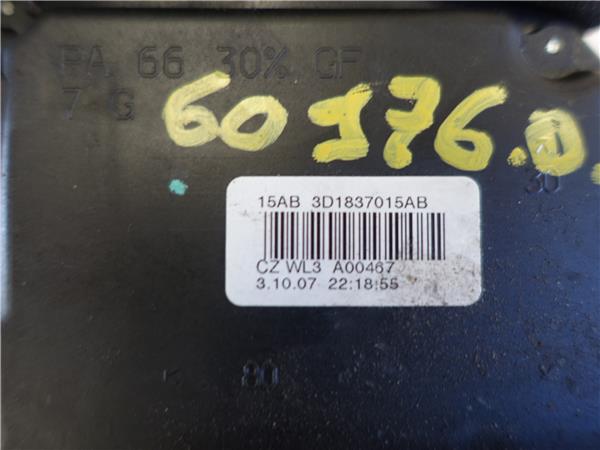 PA 66 30% GF
7 G
60176.0.
30
15AB 3D1837015AB
CZ WL3 A00467
3.10.07 22:18:55
80